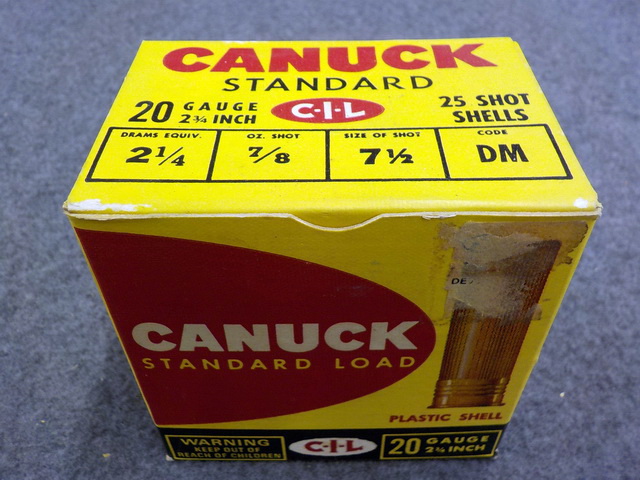 CANUCK
STANDARD
20 GAUGE 2¾ INCH
C-I-L
25 SHOT SHELLS
DRAMS EQUIV. OZ. SHOT SIZE OF SHOT CODE
2¼ 7/8 7½ DM
DE
CANUCK
STANDARD LOAD
PLASTIC SHELL
WARNING
KEEP OUT OF
REACH OF CHILDREN
C-I-L
20 GAUGE 2¾ INCH